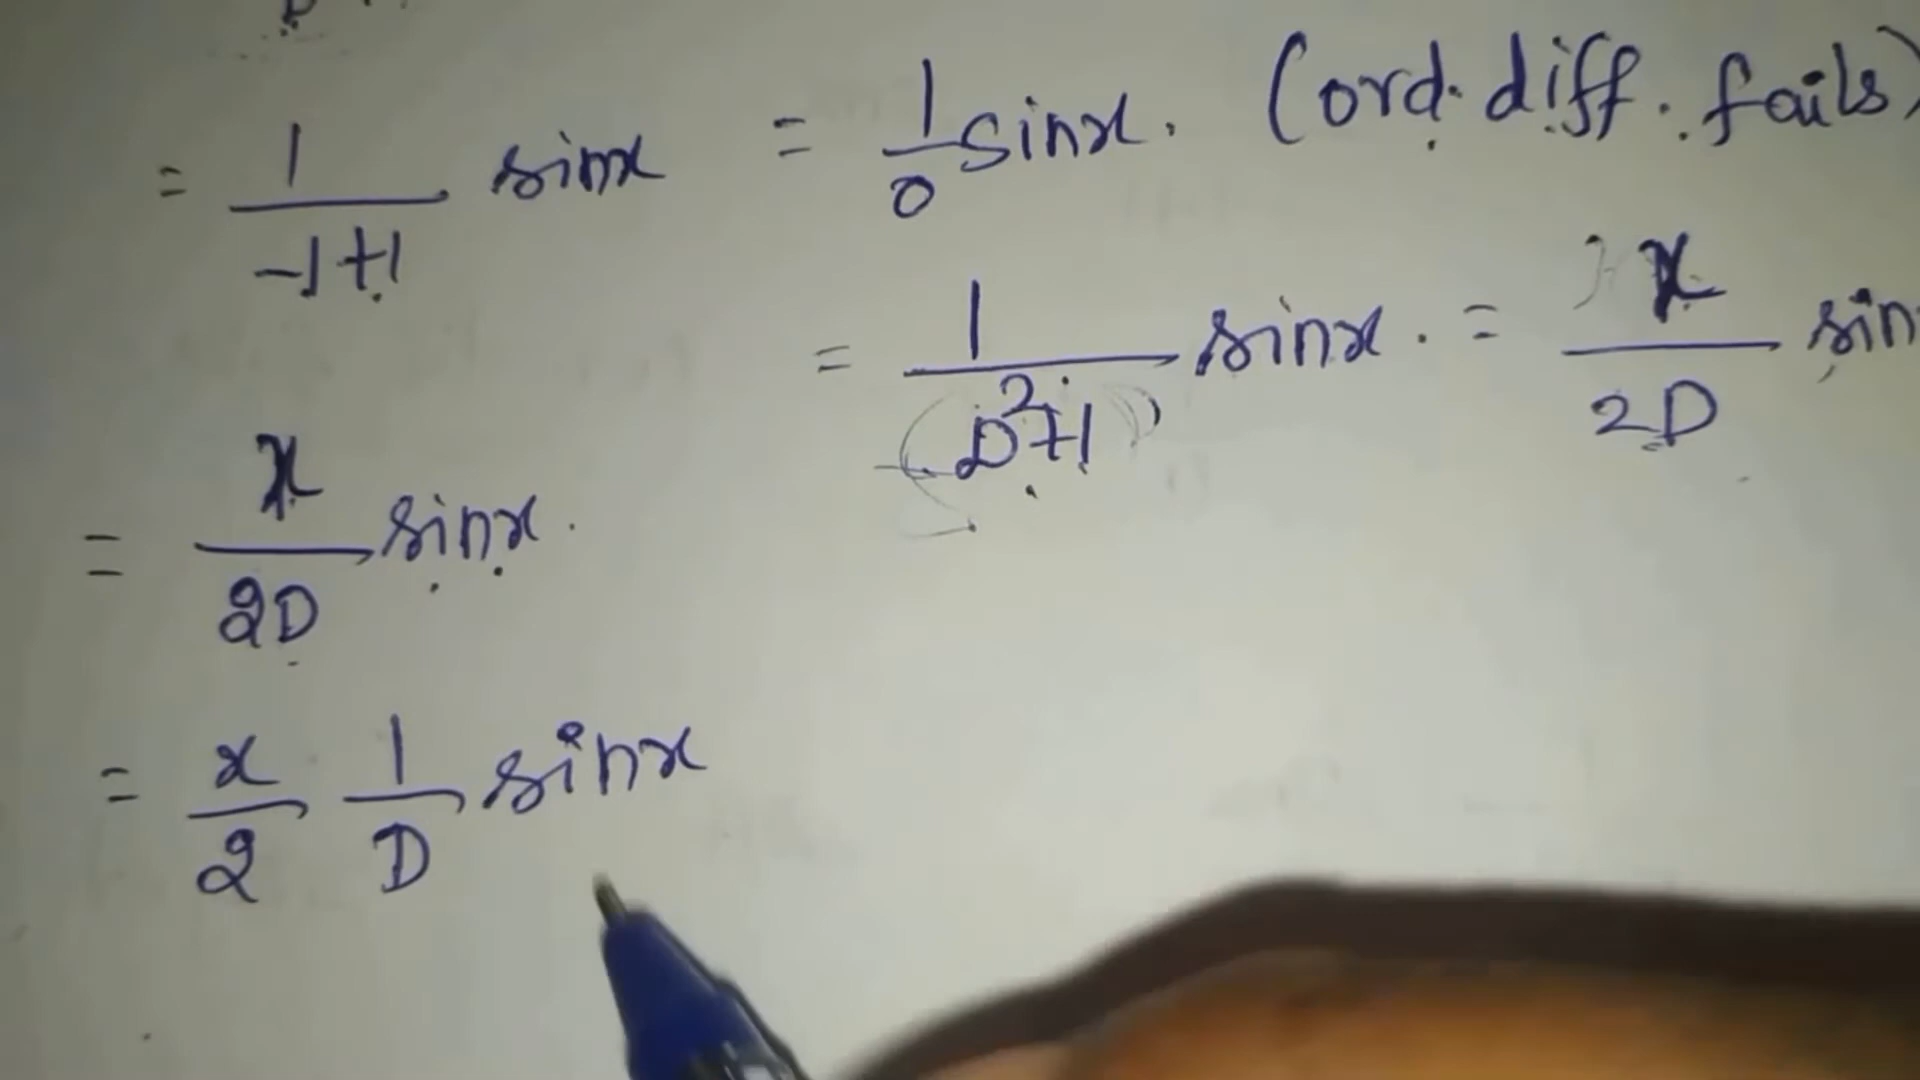 = 1/(-1+1) sinx = 1/0 sinx. (ord. diff. fails)
= 1/(D²+1) sinx. = x/2D sin
= x/2D sinx.
= x/2 1/D sinx